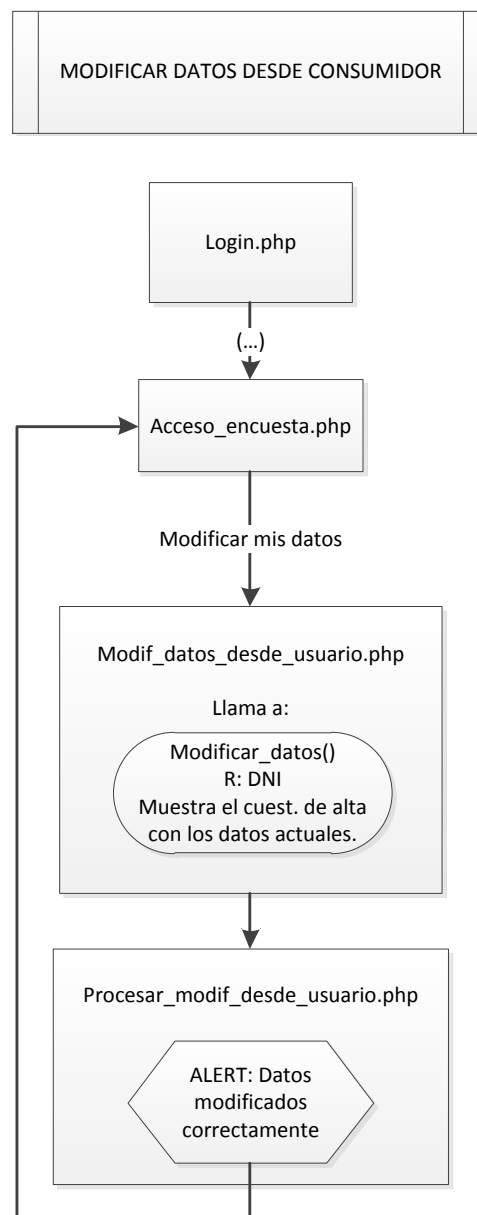 MODIFICAR DATOS DESDE CONSUMIDOR
Login.php
(...)
Acceso_encuesta.php
Modificar mis datos
Modif_datos_desde_usuario.php
Llama a:
Modificar_datos()
R: DNI
Muestra el cuest. de alta
con los datos actuales.
Procesar_modif_desde_usuario.php
ALERT: Datos
modificados
correctamente